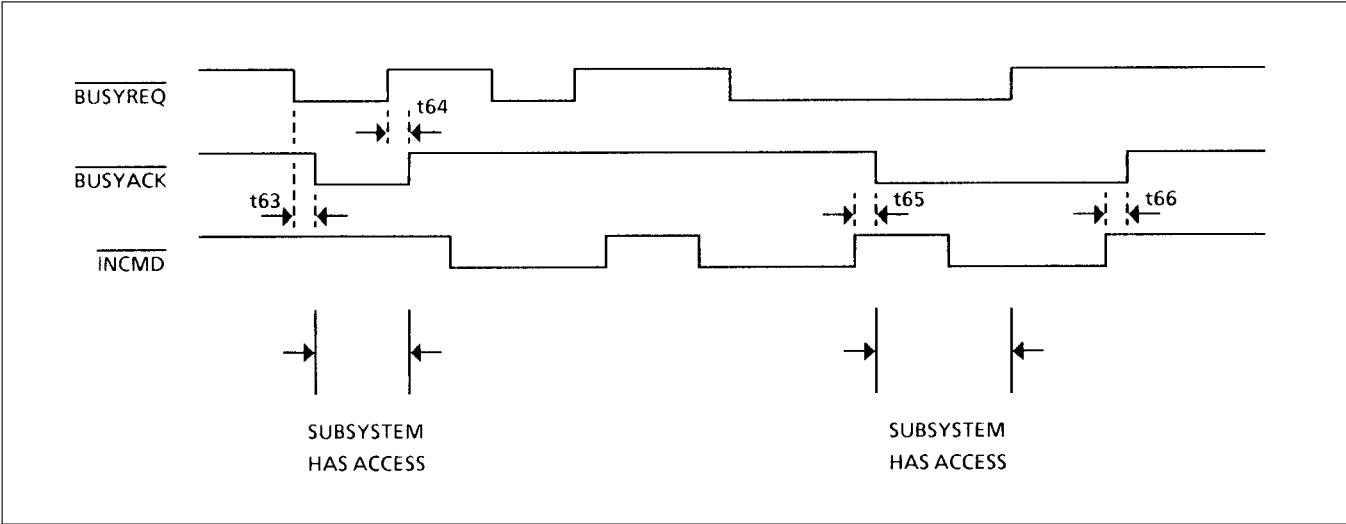 BUSYREQ
t64
BUSYACK
t63
t65
t66
INCMD
SUBSYSTEM
HAS ACCESS
SUBSYSTEM
HAS ACCESS